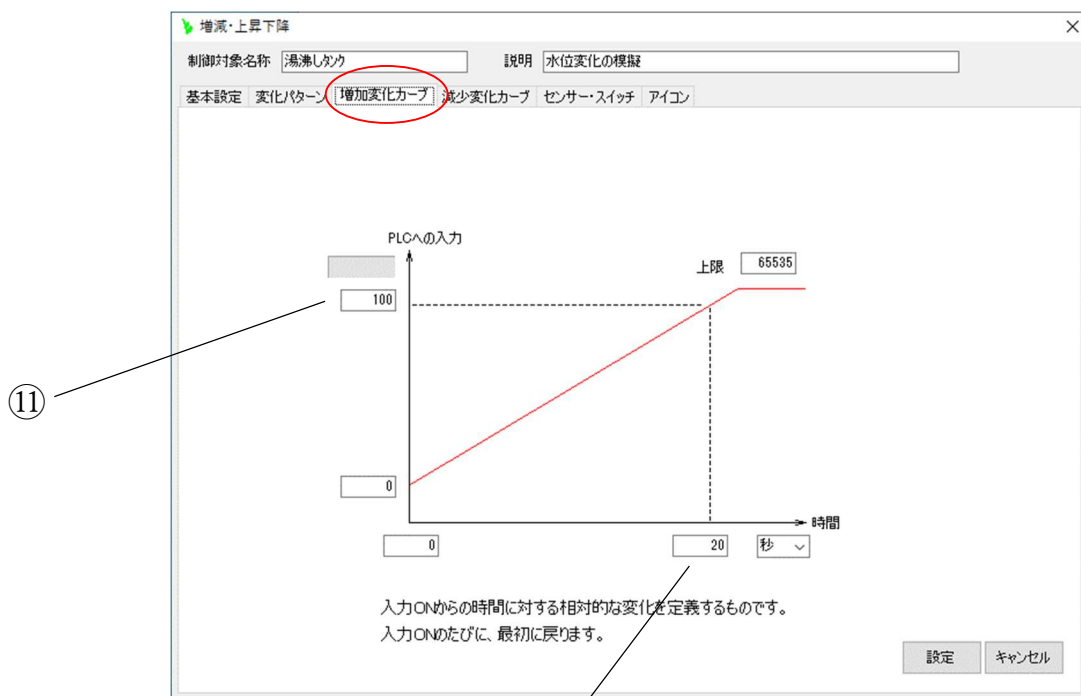 増減・上昇下降
制御対象名称 湯沸しタンク 説明 水位変化の模擬
基本設定 変化パターン 増加変化カーブ 減少変化カーブ センサー・スイッチ アイコン
PLCへの入力
上限 65535
100
⑪
0
時間
0 20 秒
入力ONからの時間に対する相対的な変化を定義するものです。
入力ONのたびに、最初に戻ります。
設定 キャンセル